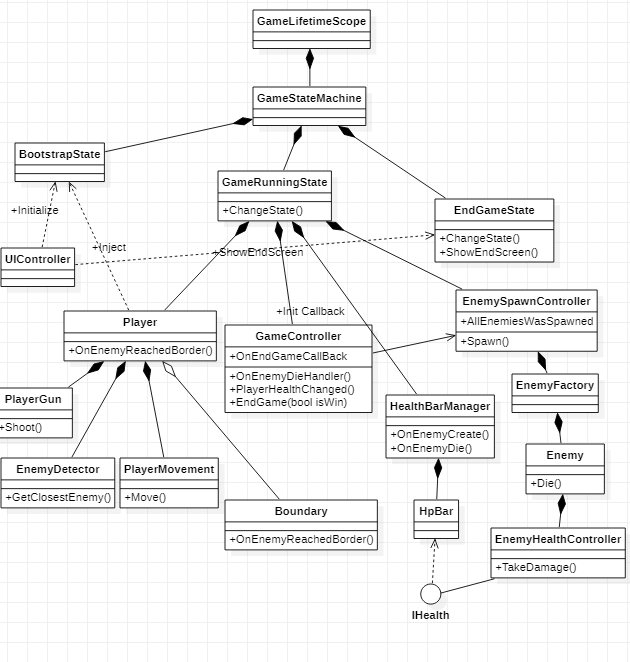 GameLifetimeScope
GameStateMachine
BootstrapState
GameRunningState
+ChangeState()
EndGameState
+ChangeState()
+ShowEndScreen()
+Initialize
+Inject
+ShowEndScreen
UIController
+Init Callback
Player
+OnEnemyReachedBorder()
GameController
+OnEndGameCallBack
+OnEnemyDieHandler()
+PlayerHealthChanged()
+EndGame(bool isWin)
EnemySpawnController
+AllEnemiesWasSpawned
+Spawn()
EnemyFactory
PlayerGun
+Shoot()
HealthBarManager
+OnEnemyCreate()
+OnEnemyDie()
Enemy
+Die()
EnemyDetector
+GetClosestEnemy()
PlayerMovement
+Move()
Boundary
+OnEnemyReachedBorder()
HpBar
EnemyHealthController
+TakeDamage()
IHealth